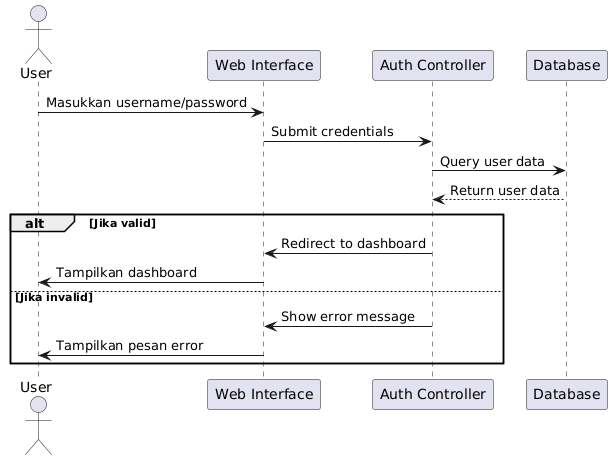 User
Web Interface
Auth Controller
Database
Masukkan username/password
Submit credentials
Query user data
Return user data
alt
[Jika valid]
Redirect to dashboard
Tampilkan dashboard
[Jika invalid]
Show error message
Tampilkan pesan error
User
Web Interface
Auth Controller
Database